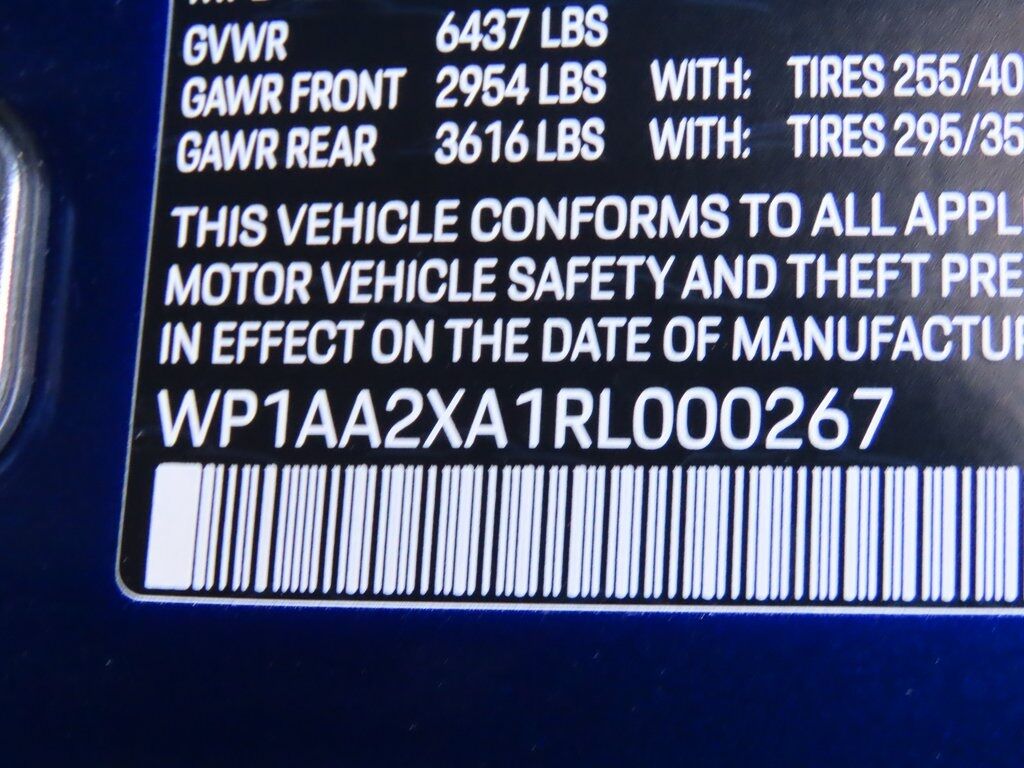 GVWR 6437 LBS
GAWR FRONT 2954 LBS WITH: TIRES 255/40
GAWR REAR 3616 LBS WITH: TIRES 295/35
THIS VEHICLE CONFORMS TO ALL APPL
MOTOR VEHICLE SAFETY AND THEFT PRE
IN EFFECT ON THE DATE OF MANUFACTU
WP1AA2XA1RL000267